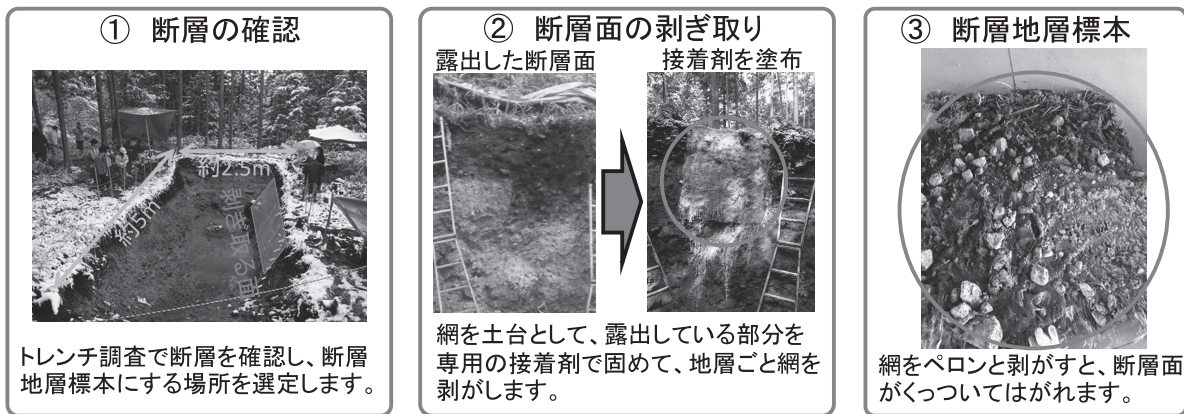 ① 断層の確認
約2.5m
約5m
トレンチ調査で断層を確認し、断層
地層標本にする場所を選定します。
② 断層面の剥ぎ取り
露出した断層面
接着剤を塗布
網を土台として、露出している部分を
専用の接着剤で固めて、地層ごと網を
剥がします。
③ 断層地層標本
網をペロンと剥がすと、断層面
がくっついてはがれます。